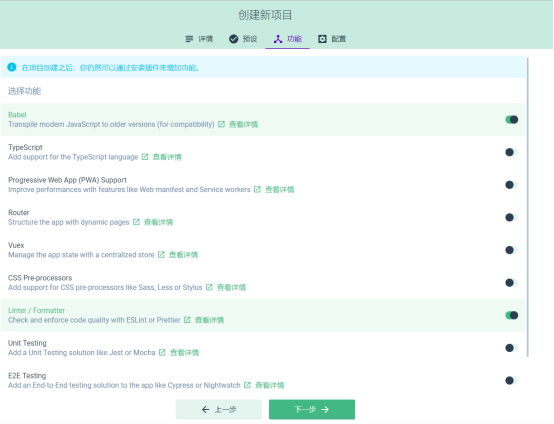 创建新项目
详情 预设 功能 配置
在项目创建之后，你仍然可以通过安装插件来增加功能。
选择功能
Babel
Transpile modern JavaScript to older versions (for compatibility) 查看详情
TypeScript
Add support for the TypeScript language 查看详情
Progressive Web App (PWA) Support
Improve performances with features like Web manifest and Service workers 查看详情
Router
Structure the app with dynamic pages 查看详情
Vuex
Manage the app state with a centralized store 查看详情
CSS Pre-processors
Add support for CSS pre-processors like Sass, Less or Stylus 查看详情
Linter / Formatter
Check and enforce code quality with ESLint or Prettier 查看详情
Unit Testing
Add a Unit Testing solution like Jest or Mocha 查看详情
E2E Testing
Add an End-to-End testing solution to the app like Cypress or Nightwatch 查看详情
上一步 下一步